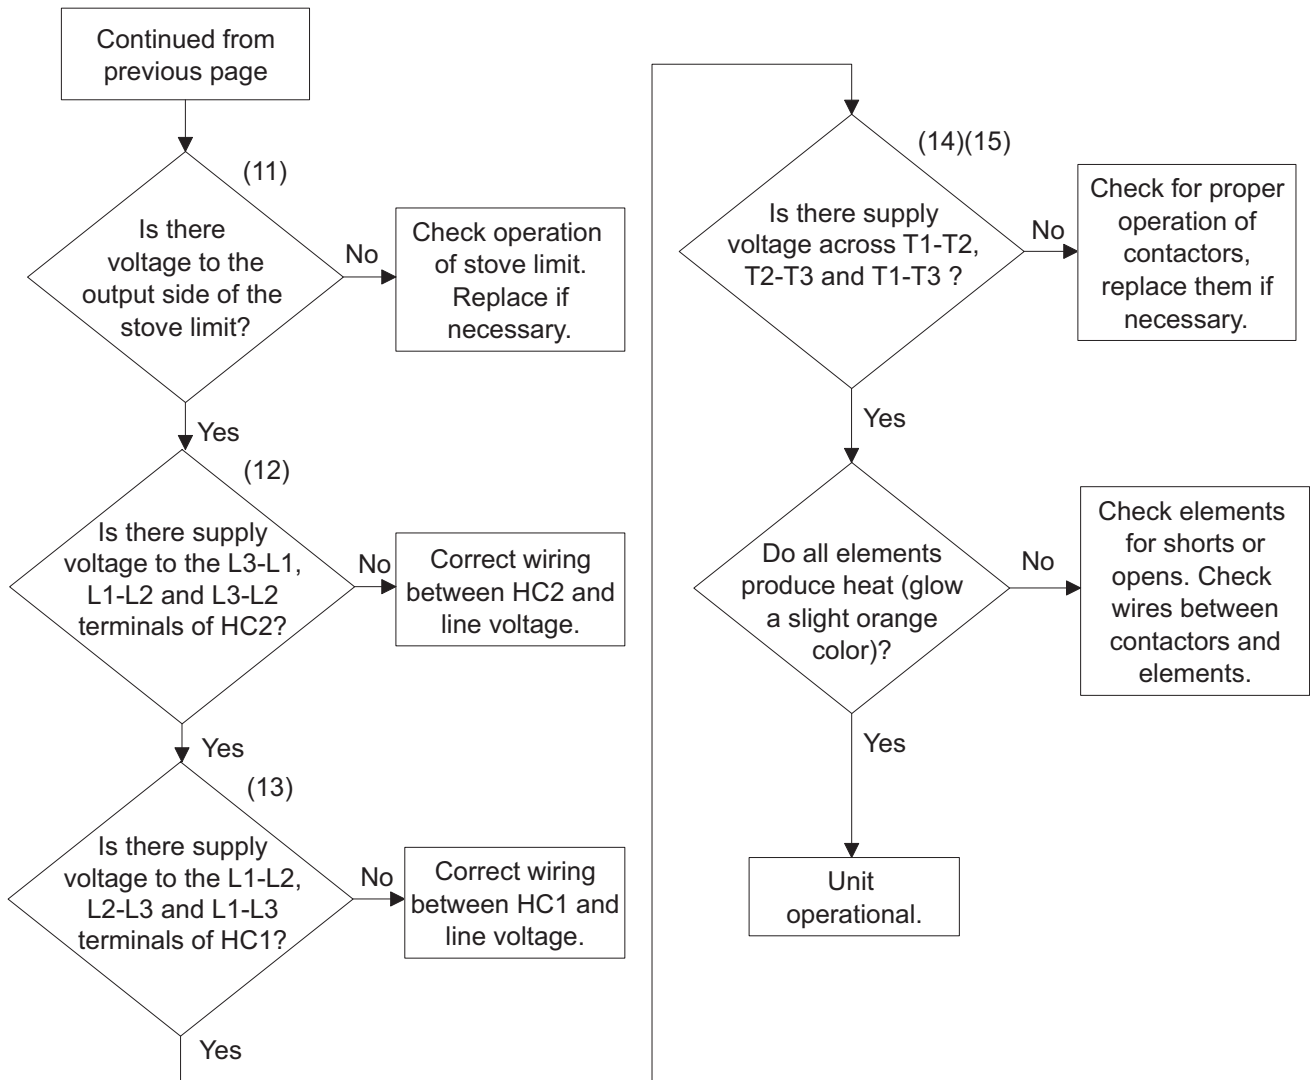 Continued from
previous page
(11)
Is there
voltage to the
output side of the
stove limit?
No
Check operation
of stove limit.
Replace if
necessary.
Yes
(12)
Is there supply
voltage to the L3-L1,
L1-L2 and L3-L2
terminals of HC2?
No
Correct wiring
between HC2 and
line voltage.
Yes
(13)
Is there supply
voltage to the L1-L2,
L2-L3 and L1-L3
terminals of HC1?
No
Correct wiring
between HC1 and
line voltage.
Yes
(14)(15)
Is there supply
voltage across T1-T2,
T2-T3 and T1-T3 ?
No
Check for proper
operation of
contactors,
replace them if
necessary.
Yes
Do all elements
produce heat (glow
a slight orange
color)?
No
Check elements
for shorts or
opens. Check
wires between
contactors and
elements.
Yes
Unit
operational.